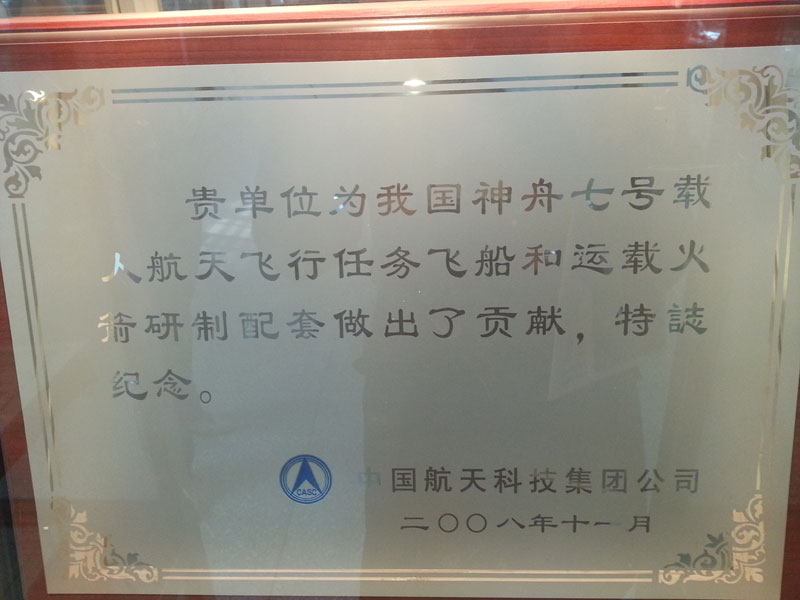 贵单位为我国神舟七号载
人航天飞行任务飞船和运载火
箭研制配套做出了贡献，特誌
纪念。
CASC
中国航天科技集团公司
二〇〇八年十一月